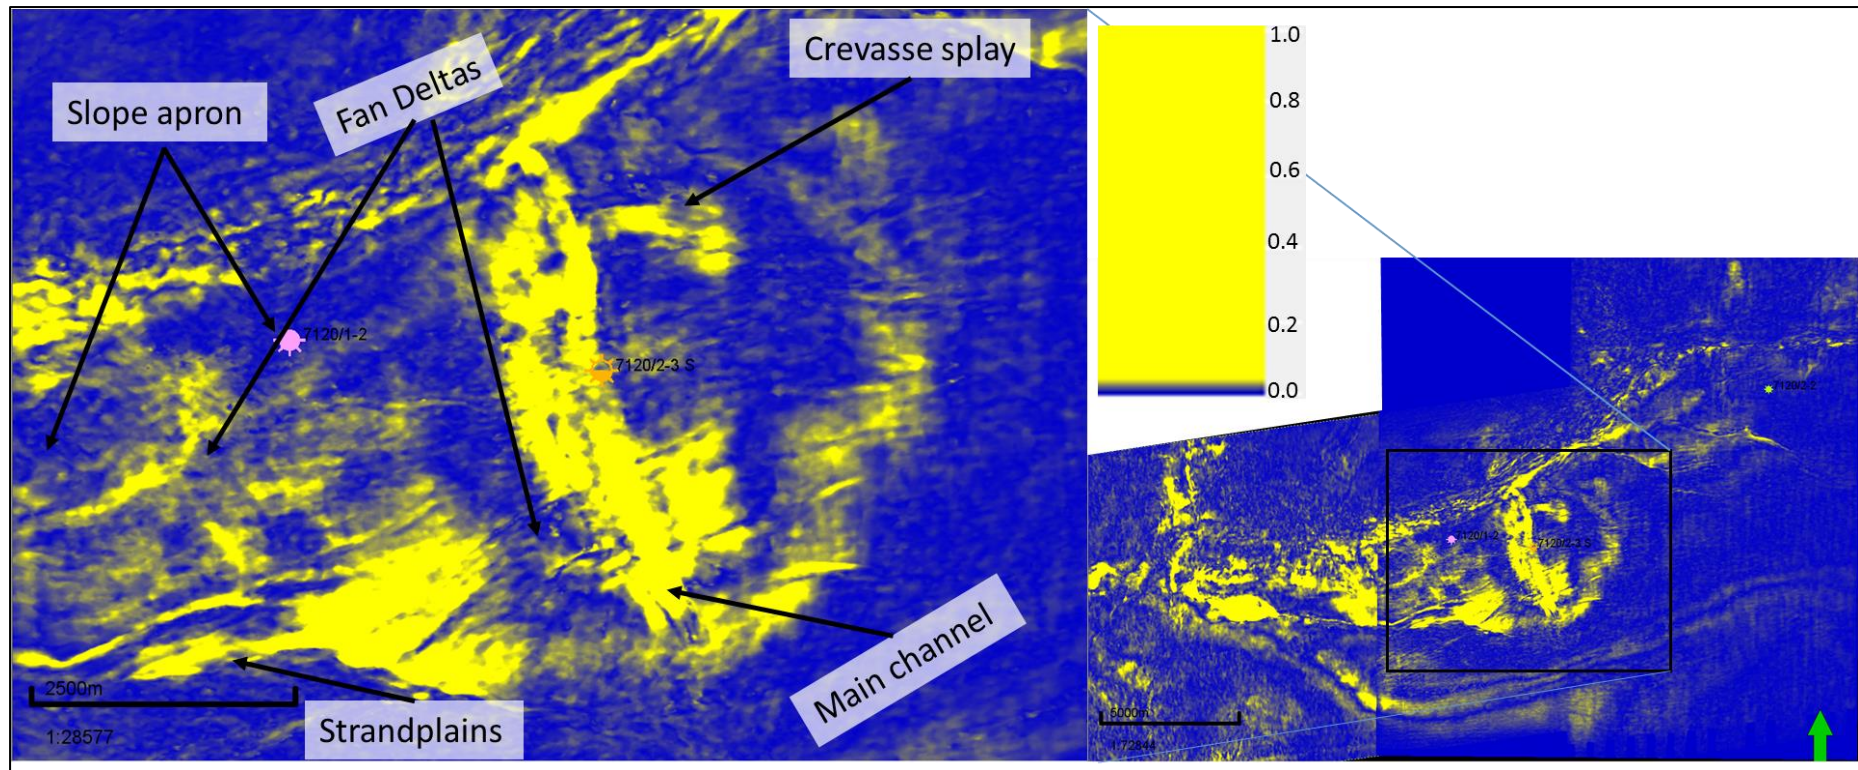 Crevasse splay
Slope apron
Fan Deltas
7120/1-2
7120/2-3 S
Main channel
Strandplains
2500m
1:28577
1.0
0.8
0.6
0.4
0.2
0.0
7120/2-2
7120/1-2
7120/2-3 S
5000m
1:72844